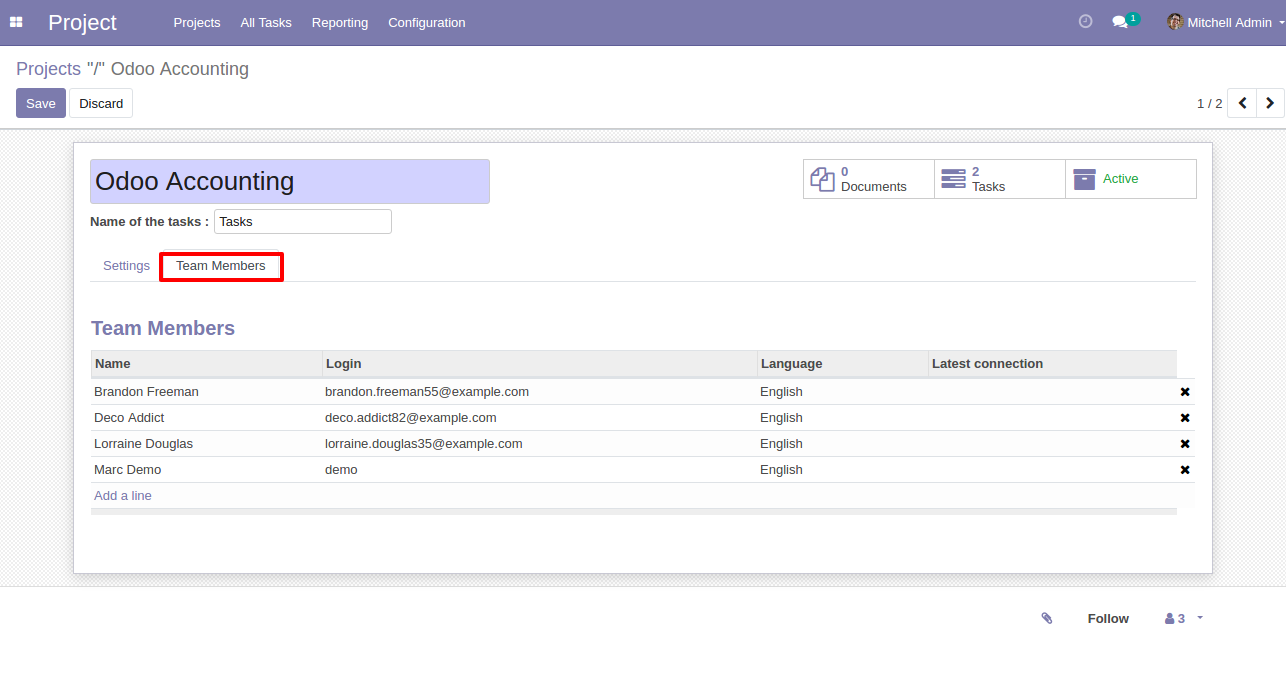 Project Projects All Tasks Reporting Configuration 1 Mitchell Admin
Projects "/" Odoo Accounting
Save Discard 1 / 2
Odoo Accounting
0 Documents
2 Tasks
Active
Name of the tasks : Tasks
Settings Team Members
Team Members
Name Login Language Latest connection
Brandon Freeman brandon.freeman55@example.com English
Deco Addict deco.addict82@example.com English
Lorraine Douglas lorraine.douglas35@example.com English
Marc Demo demo English
Add a line
Follow 3